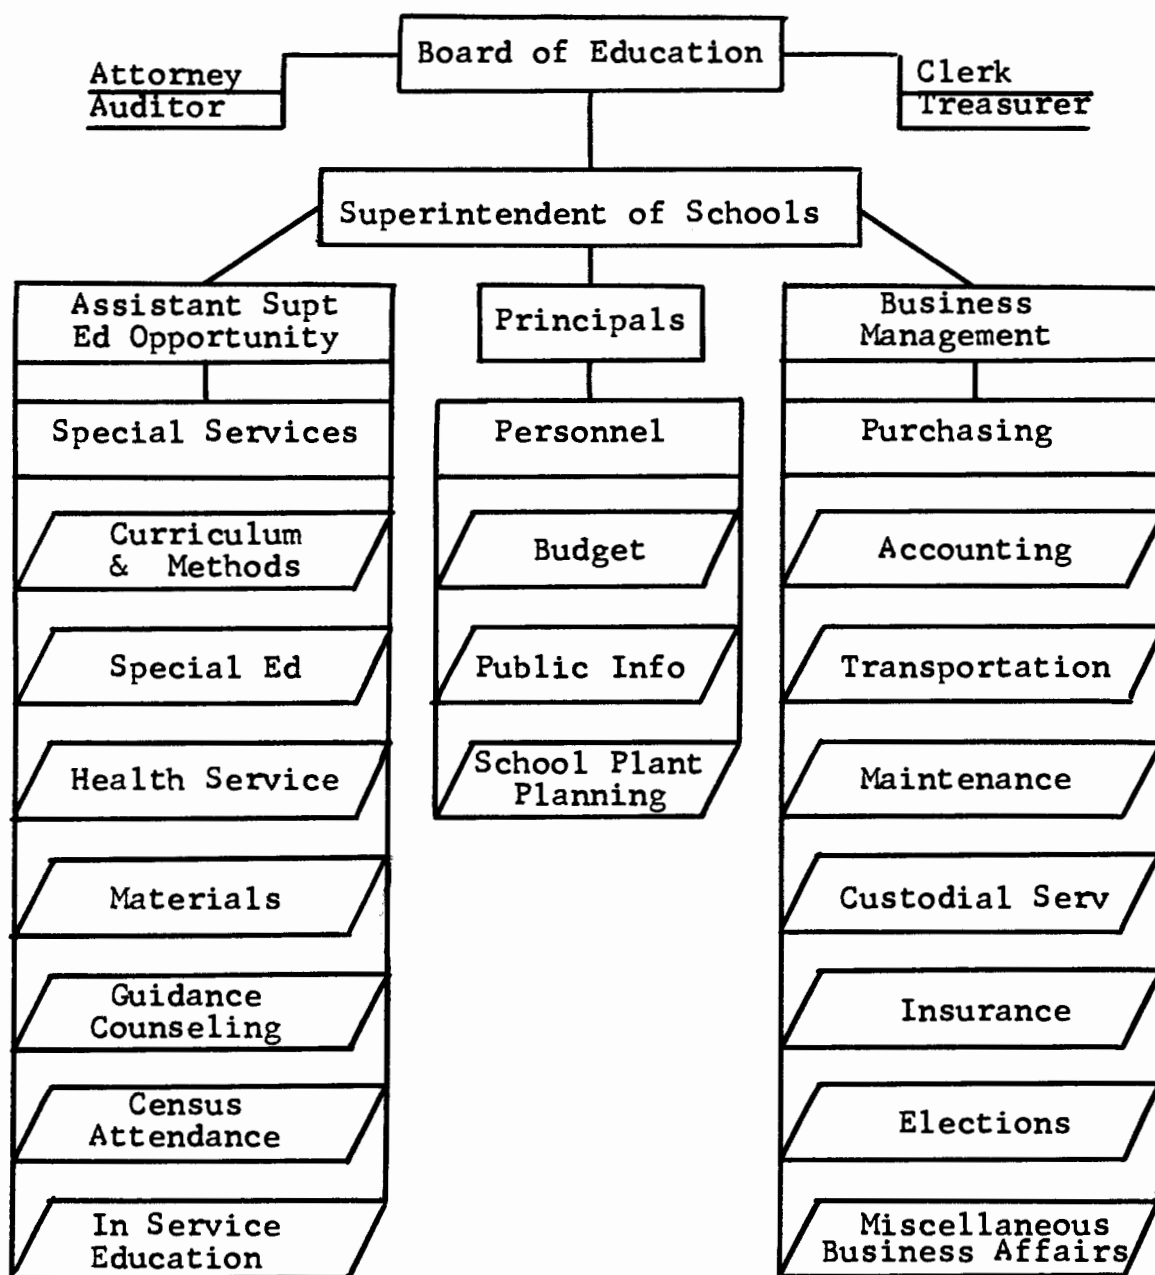 Board of Education
Attorney
Auditor
Clerk
Treasurer
Superintendent of Schools
Assistant Supt
Ed Opportunity
Principals
Business
Management
Special Services
Personnel
Purchasing
Curriculum
& Methods
Budget
Accounting
Special Ed
Public Info
Transportation
Health Service
School Plant
Planning
Maintenance
Materials
Custodial Serv
Guidance
Counseling
Insurance
Census
Attendance
Elections
In Service
Education
Miscellaneous
Business Affairs